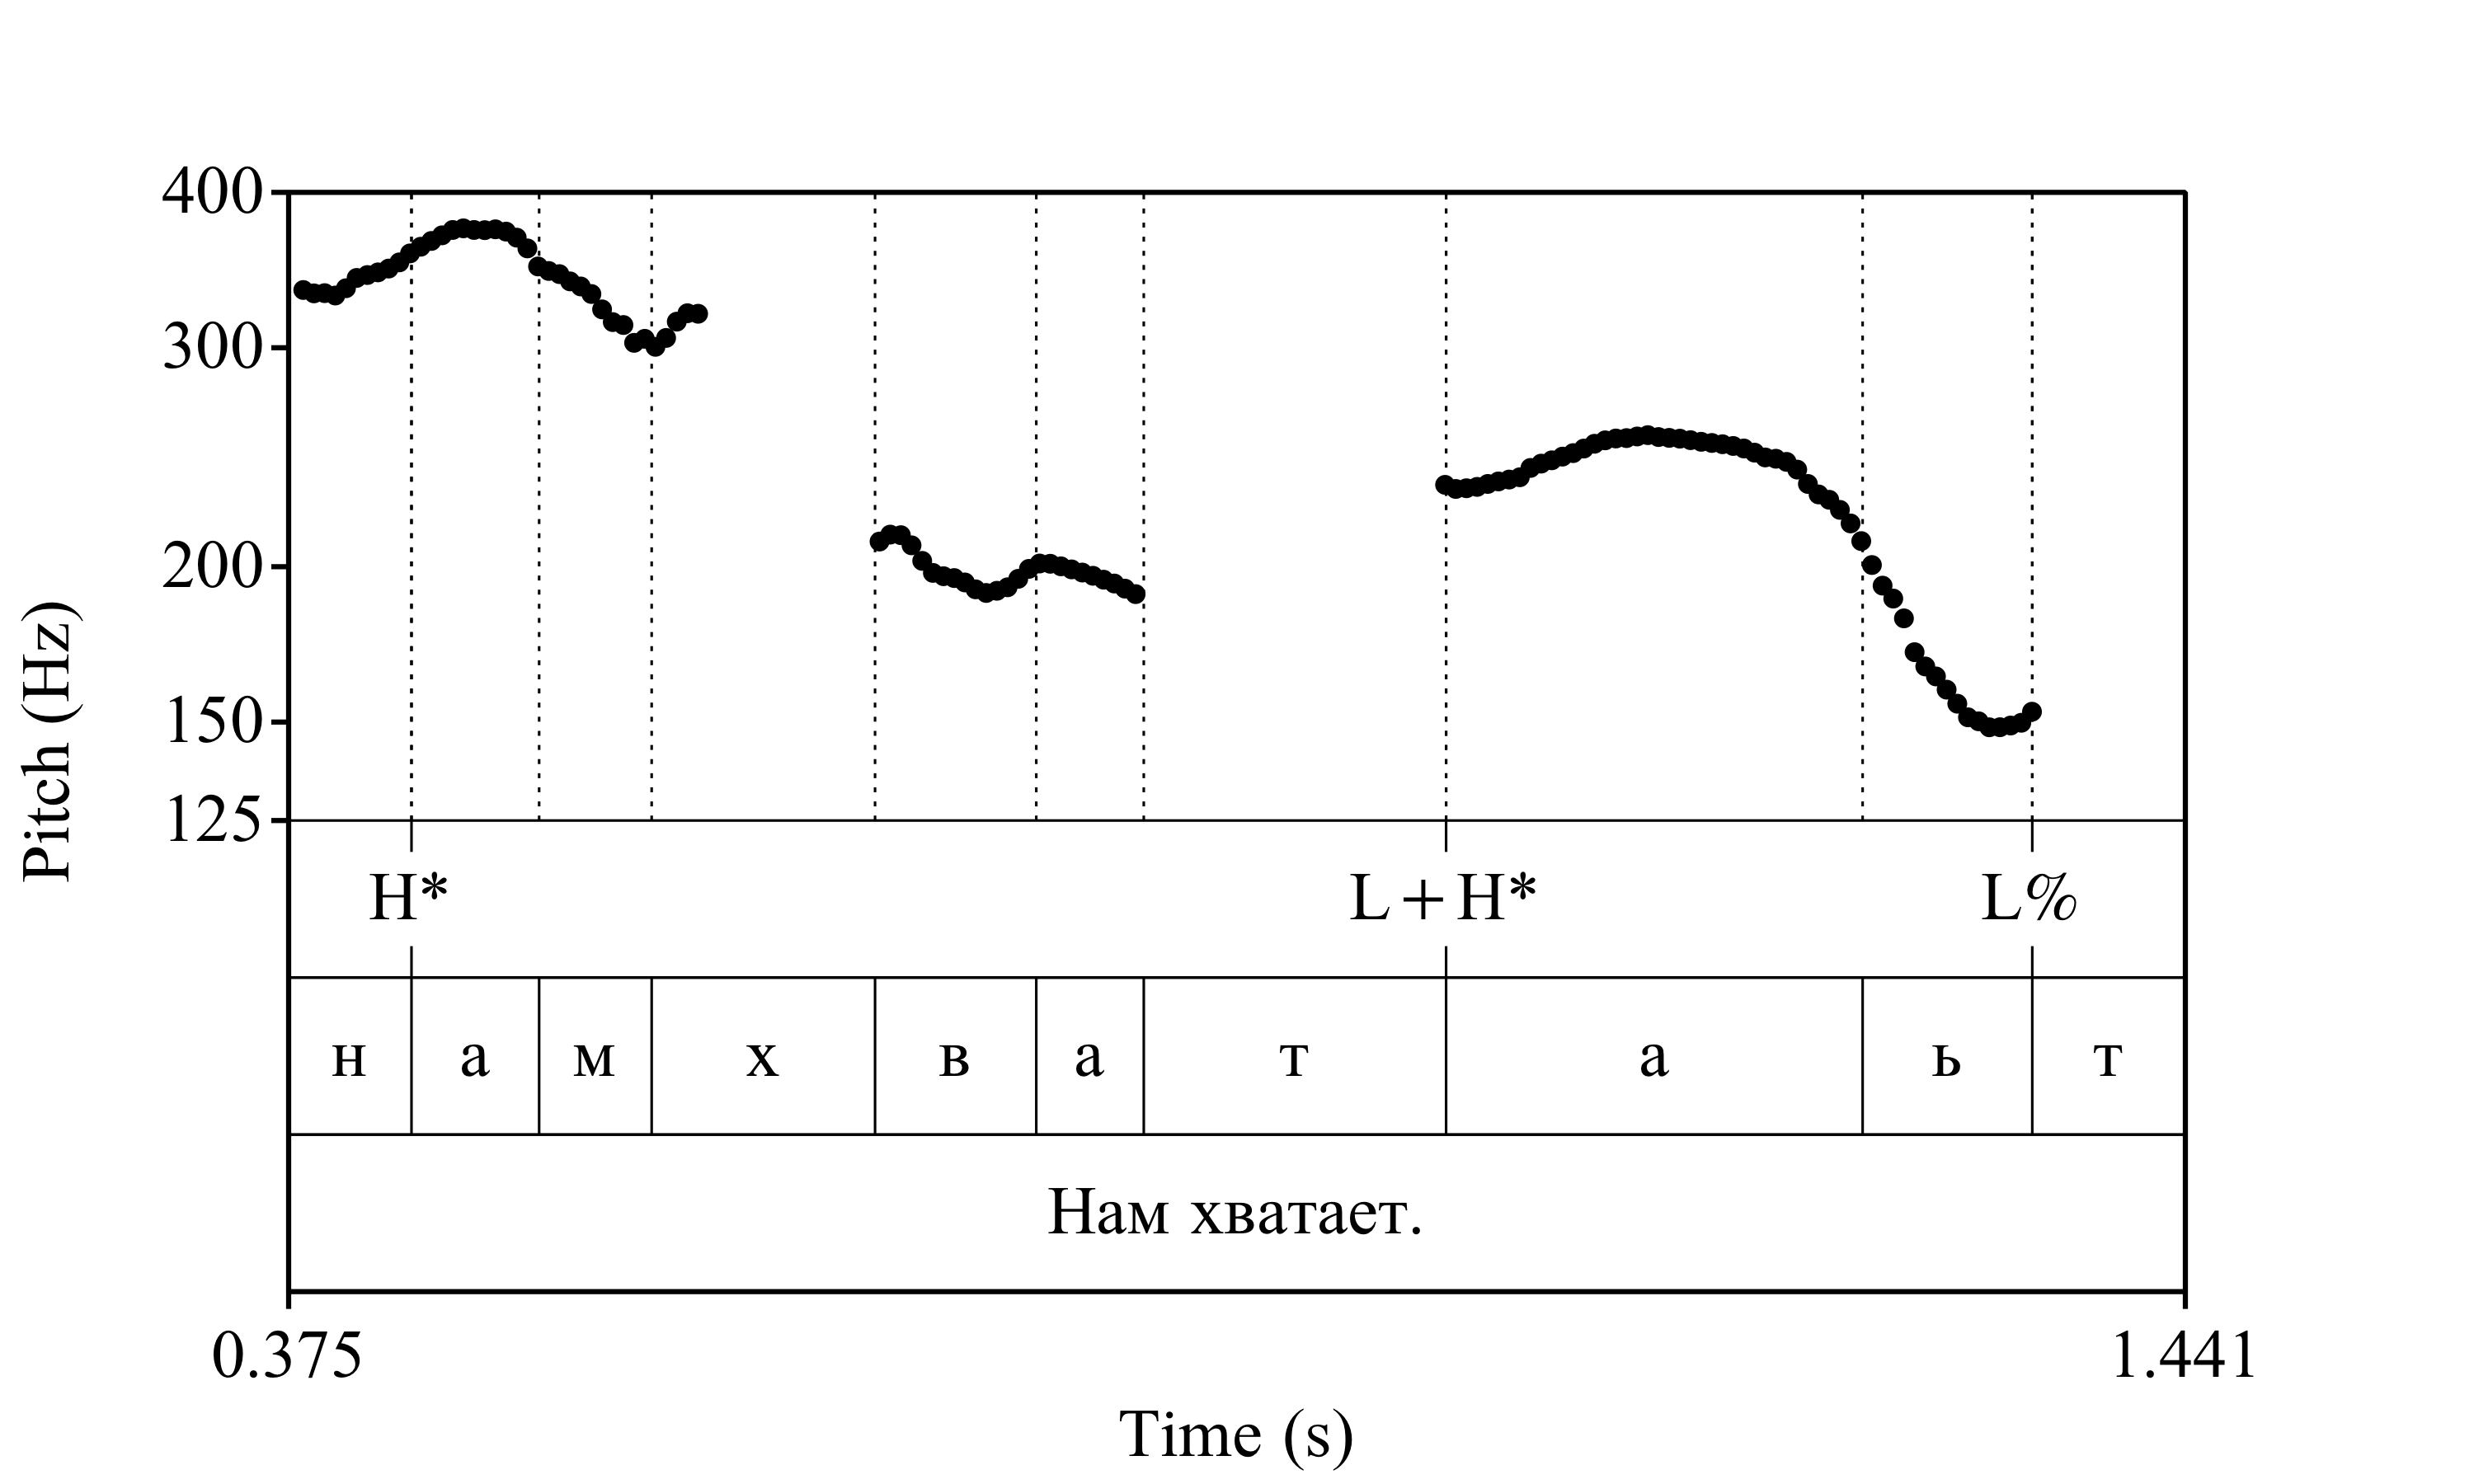 400
300
200
150
125
Pitch (Hz)
H* L+H* L%
н а м х в а т а ь т
Нам хватает.
0.375 1.441
Time (s)